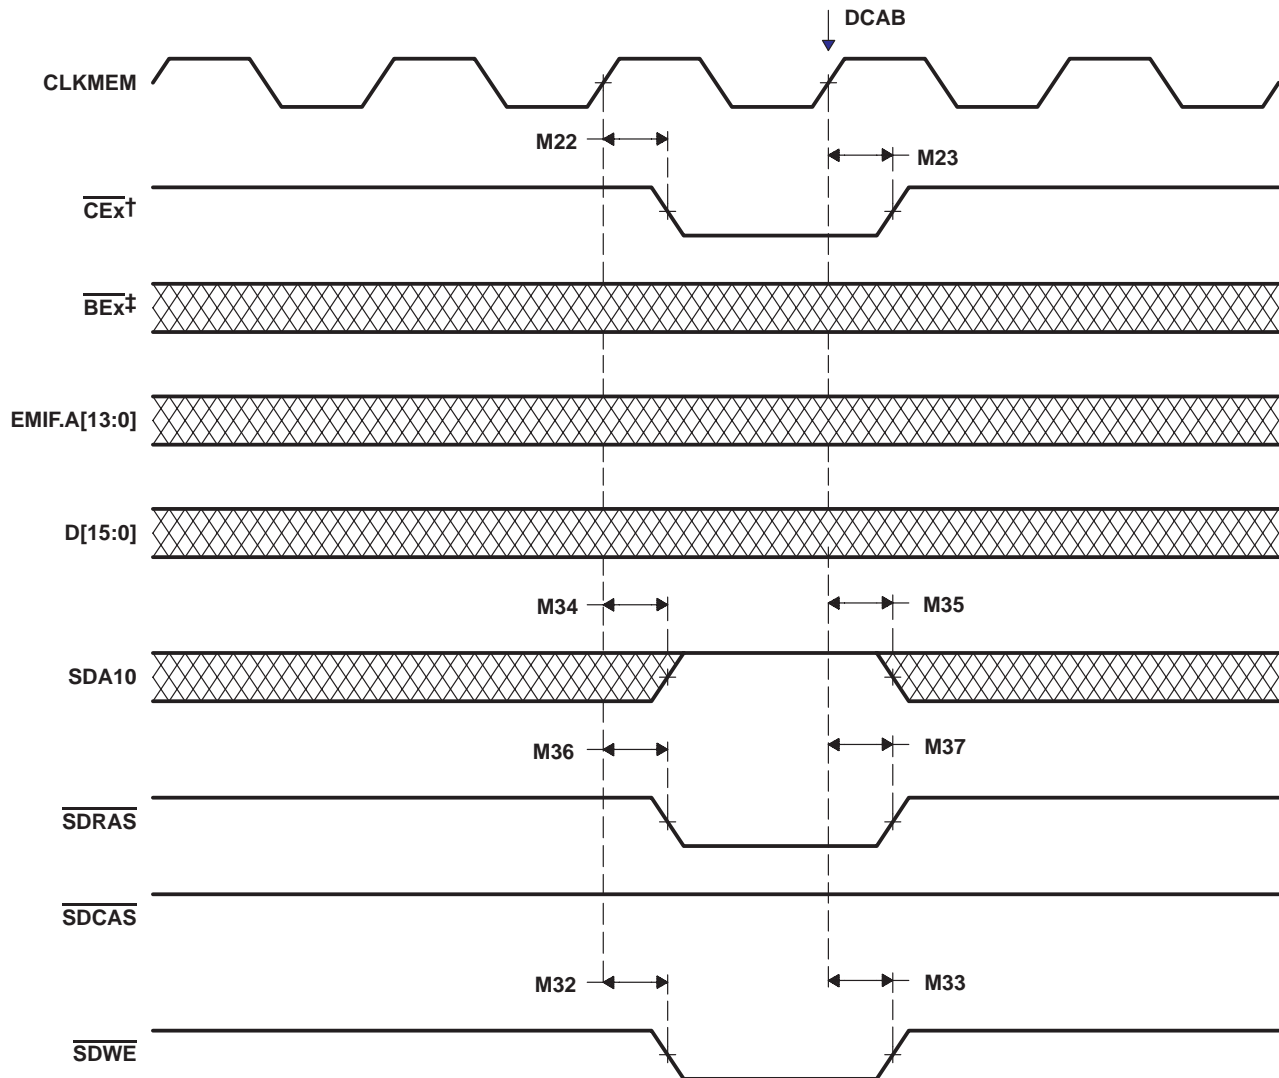 DCAB
CLKMEM
M22
M23
CEx†
BEx‡
EMIF.A[13:0]
D[15:0]
M34
M35
SDA10
M36
M37
SDRAS
SDCAS
M32
M33
SDWE